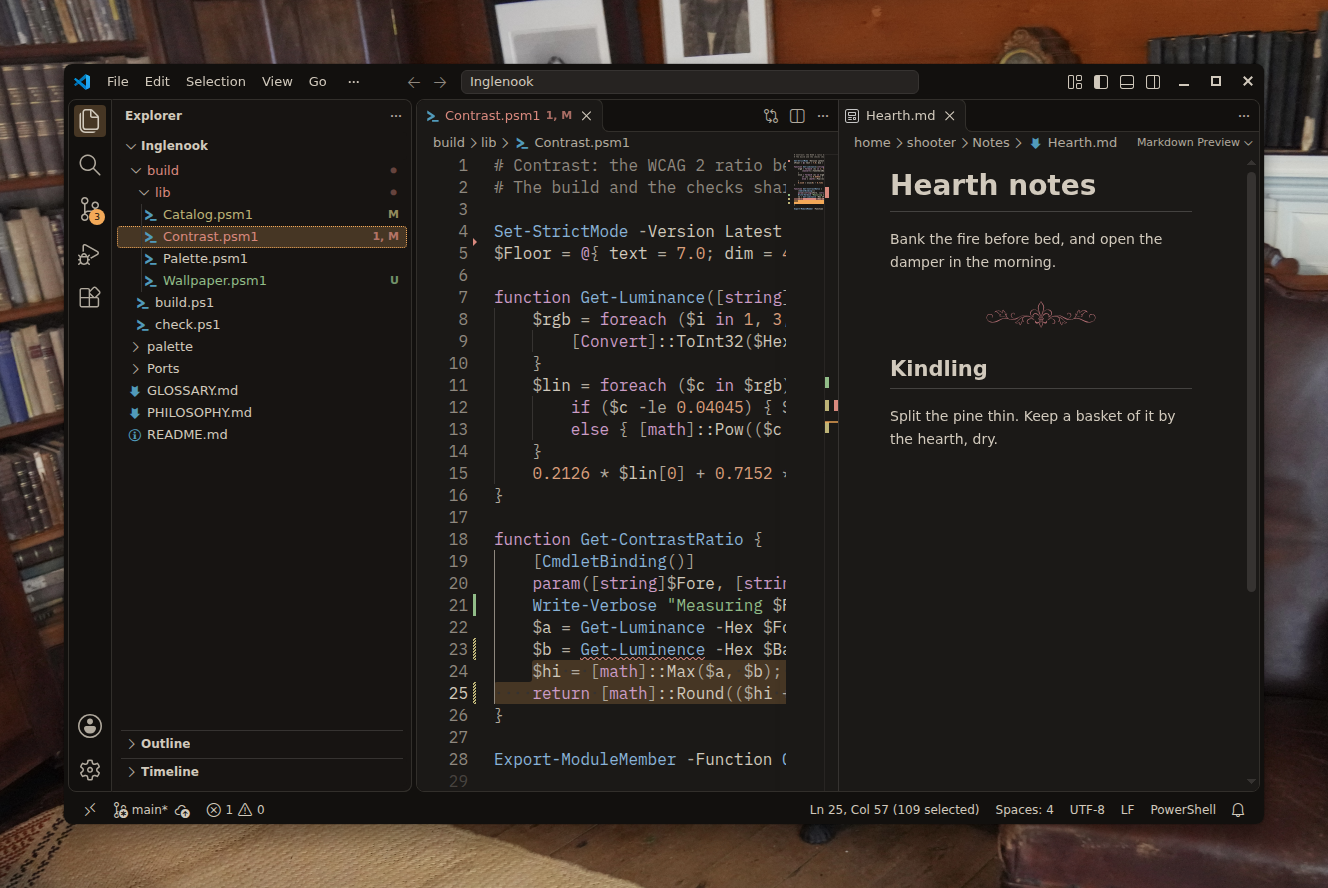 File Edit Selection View Go ···
Inglenook
Explorer
Inglenook
build
lib
Catalog.psm1 M
Contrast.psm1 1, M
Palette.psm1
Wallpaper.psm1 U
build.ps1
check.ps1
palette
Ports
GLOSSARY.md
PHILOSOPHY.md
README.md
Outline
Timeline
3
Contrast.psm1 1, M
build > lib > Contrast.psm1
1 # Contrast: the WCAG 2 ratio be
2 # The build and the checks sha
3
4 Set-StrictMode -Version Latest
5 $Floor = @{ text = 7.0; dim = 4
6
7 function Get-Luminance([string]
8 $rgb = foreach ($i in 1, 3,
9 [Convert]::ToInt32($Hex
10 }
11 $lin = foreach ($c in $rgb)
12 if ($c -le 0.04045) { $
13 else { [math]::Pow(($c
14 }
15 0.2126 * $lin[0] + 0.7152 *
16 }
17
18 function Get-ContrastRatio {
19 [CmdletBinding()]
20 param([string]$Fore, [strin
21 Write-Verbose "Measuring $F
22 $a = Get-Luminance -Hex $Fo
23 $b = Get-Luminence -Hex $Ba
24 $hi = [math]::Max($a, $b);
25 return [math]::Round(($hi +
26 }
27
28 Export-ModuleMember -Function
29
Hearth.md
home > shooter > Notes > Hearth.md Markdown Preview
Hearth notes
Bank the fire before bed, and open the
damper in the morning.
Kindling
Split the pine thin. Keep a basket of it by
the hearth, dry.
main* 1 0
Ln 25, Col 57 (109 selected) Spaces: 4 UTF-8 LF PowerShell